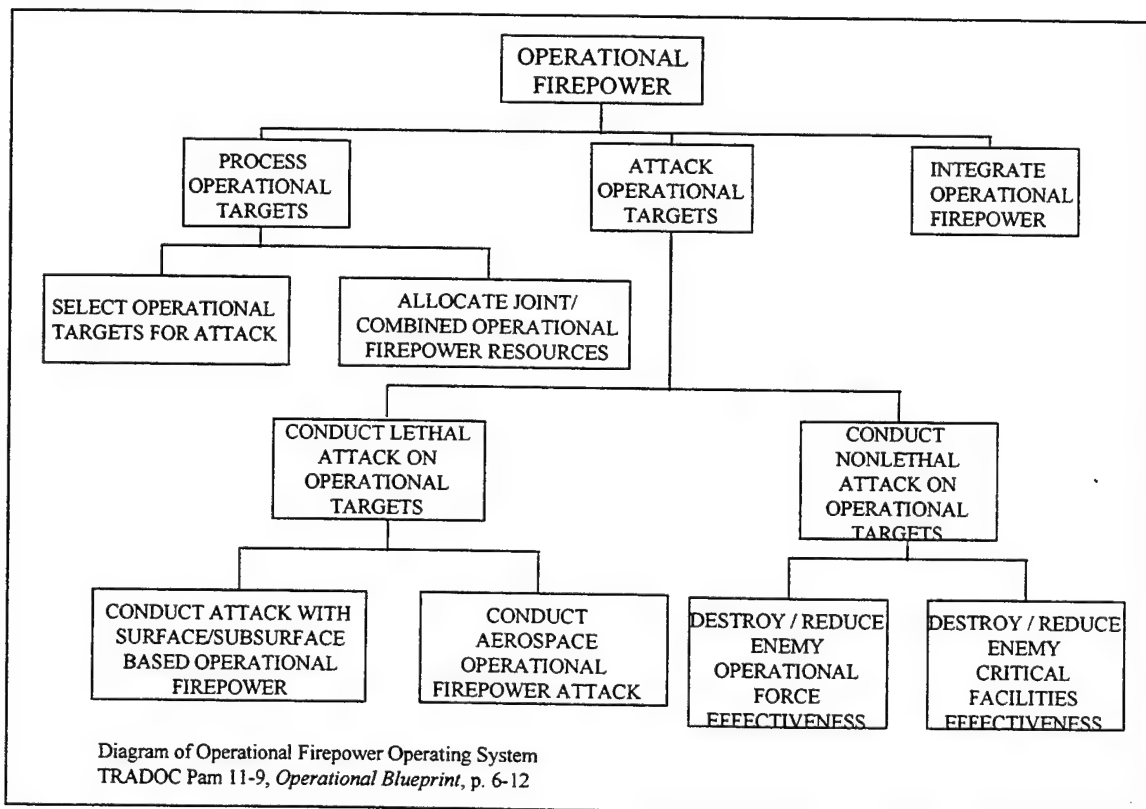 OPERATIONAL
FIREPOWER
PROCESS
OPERATIONAL
TARGETS
ATTACK
OPERATIONAL
TARGETS
INTEGRATE
OPERATIONAL
FIREPOWER
SELECT OPERATIONAL
TARGETS FOR ATTACK
ALLOCATE JOINT/
COMBINED OPERATIONAL
FIREPOWER RESOURCES
CONDUCT LETHAL
ATTACK ON
OPERATIONAL
TARGETS
CONDUCT
NONLETHAL
ATTACK ON
OPERATIONAL
TARGETS
CONDUCT ATTACK WITH
SURFACE/SUBSURFACE
BASED OPERATIONAL
FIREPOWER
CONDUCT
AEROSPACE
OPERATIONAL
FIREPOWER ATTACK
DESTROY / REDUCE
ENEMY
OPERATIONAL
FORCE
EFFECTIVENESS
DESTROY / REDUCE
ENEMY
CRITICAL
FACILITIES
EFFECTIVENESS
Diagram of Operational Firepower Operating System
TRADOC Pam 11-9, Operational Blueprint, p. 6-12